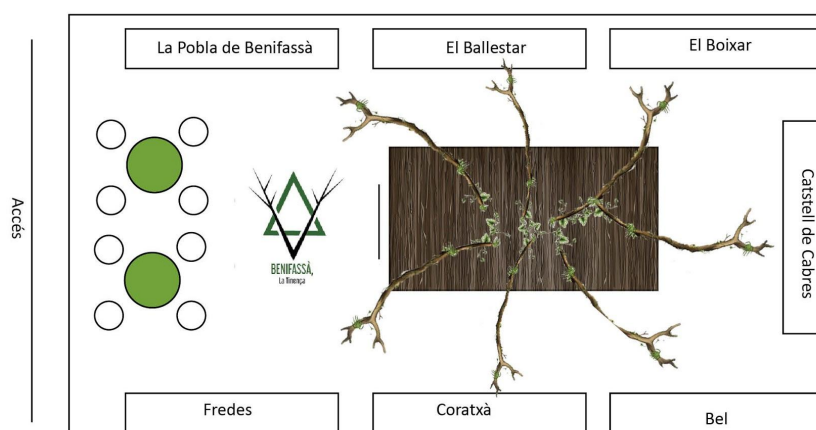 La Pobla de Benifassà
El Ballestar
El Boixar
Accés
Catstell de Cabres
BENIFASSÀ,
La Tinença
Fredes
Coratxà
Bel